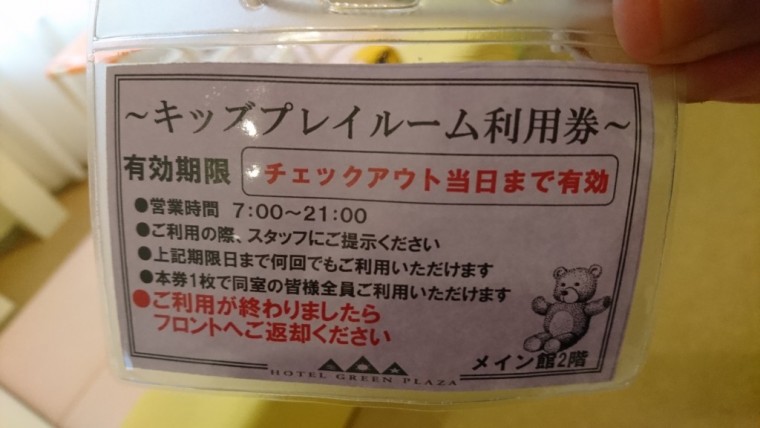 ～キッズプレイルーム利用券～
有効期限 チェックアウト当日まで有効
●営業時間 7:00～21:00
●ご利用の際、スタッフにご提示ください
●上記期限日まで何回でもご利用いただけます
●本券1枚で同室の皆様全員ご利用いただけます
●ご利用が終わりましたら
フロントへご返却ください
メイン館2階
HOTEL GREEN PLAZA